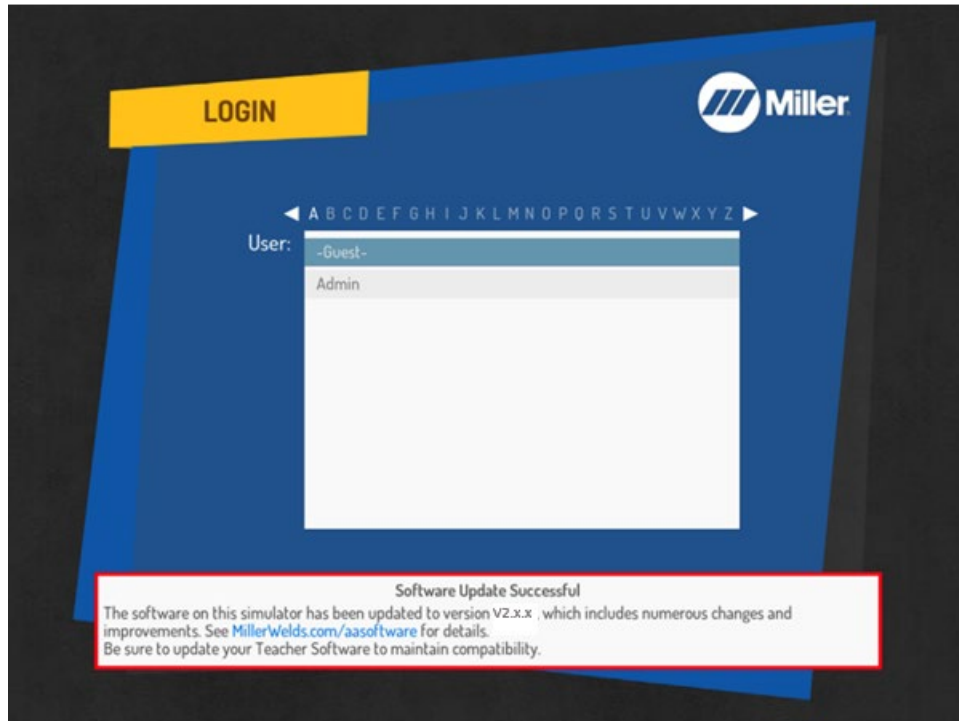 LOGIN
Miller
A B C D E F G H I J K L M N O P Q R S T U V W X Y Z
User:
-Guest-
Admin
Software Update Successful
The software on this simulator has been updated to version V2.x.x , which includes numerous changes and
improvements. See MillerWelds.com/aasoftware for details.
Be sure to update your Teacher Software to maintain compatibility.